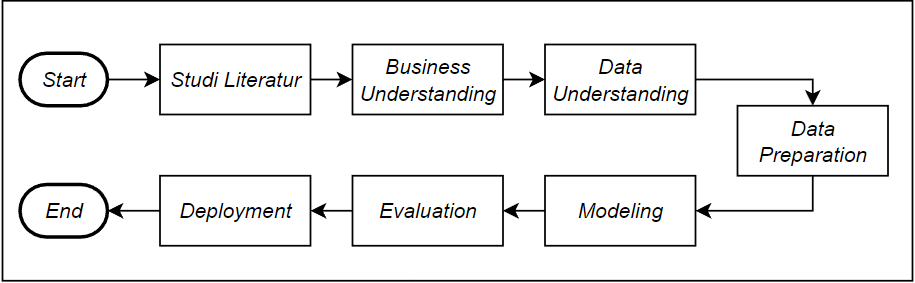 Start
Studi Literatur
Business
Understanding
Data
Understanding
Data
Preparation
Modeling
Evaluation
Deployment
End